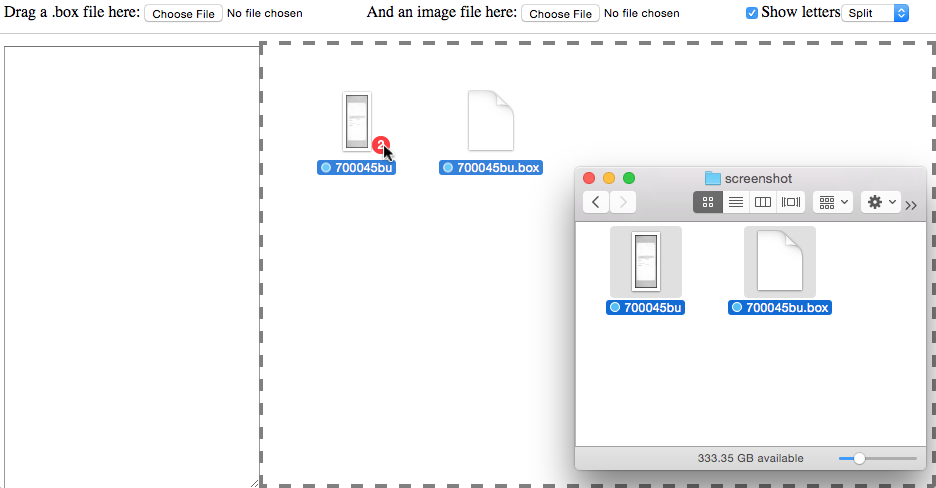 Drag a .box file here: Choose File No file chosen And an image file here: Choose File No file chosen Show letters Split
2
700045bu 700045bu.box
screenshot
700045bu 700045bu.box
333.35 GB available